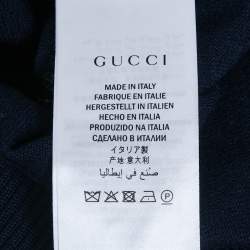 GUCCI
MADE IN ITALY
FABRIQUE EN ITALIE
HERGESTELLT IN ITALIEN
HECHO EN ITALIA
PRODUZIDO NA ITALIA
СДЕЛАНО В ИТАЛИИ
イタリア製
产地 意大利
صنع في إيطاليا